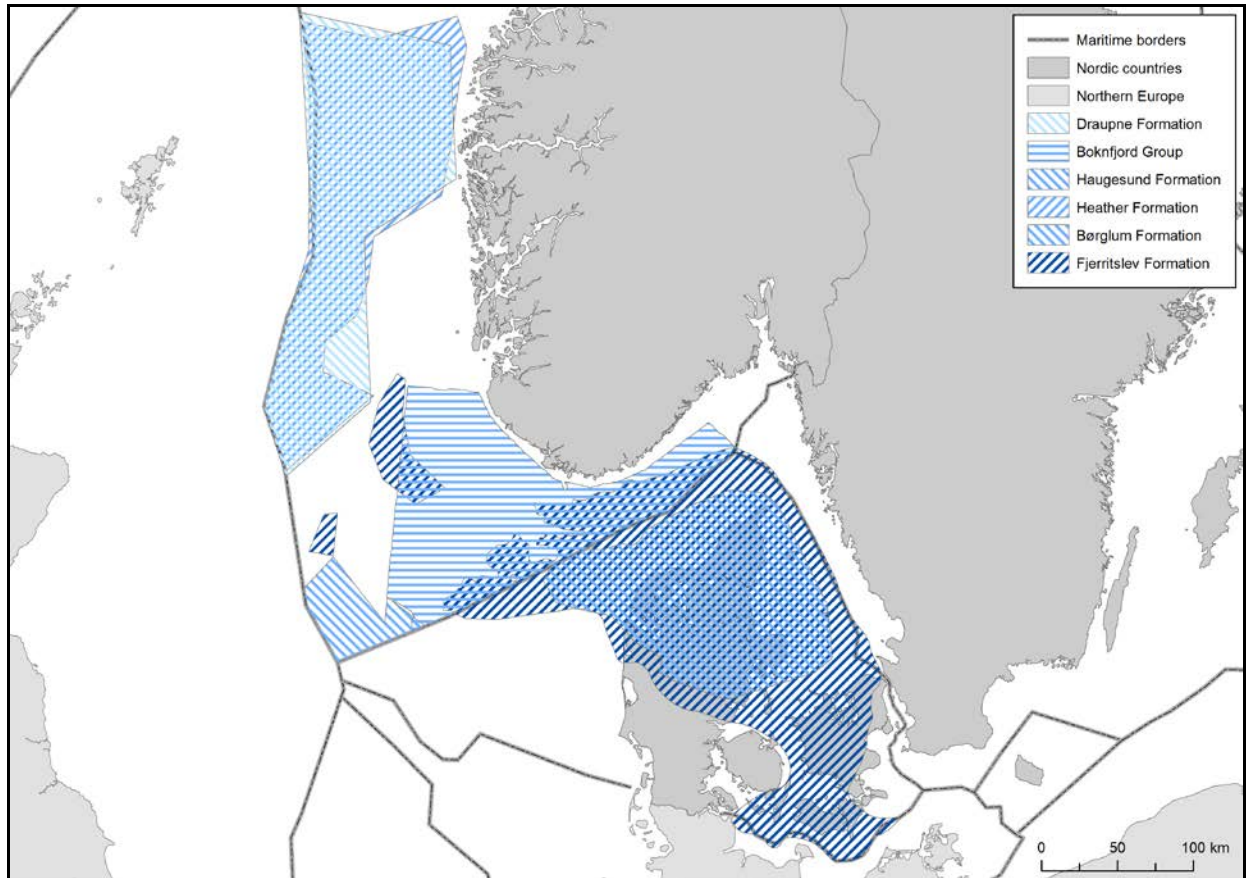 Maritime borders
Nordic countries
Northern Europe
Draupne Formation
Boknfjord Group
Haugesund Formation
Heather Formation
Børglum Formation
Fjerritslev Formation
0 50 100 km